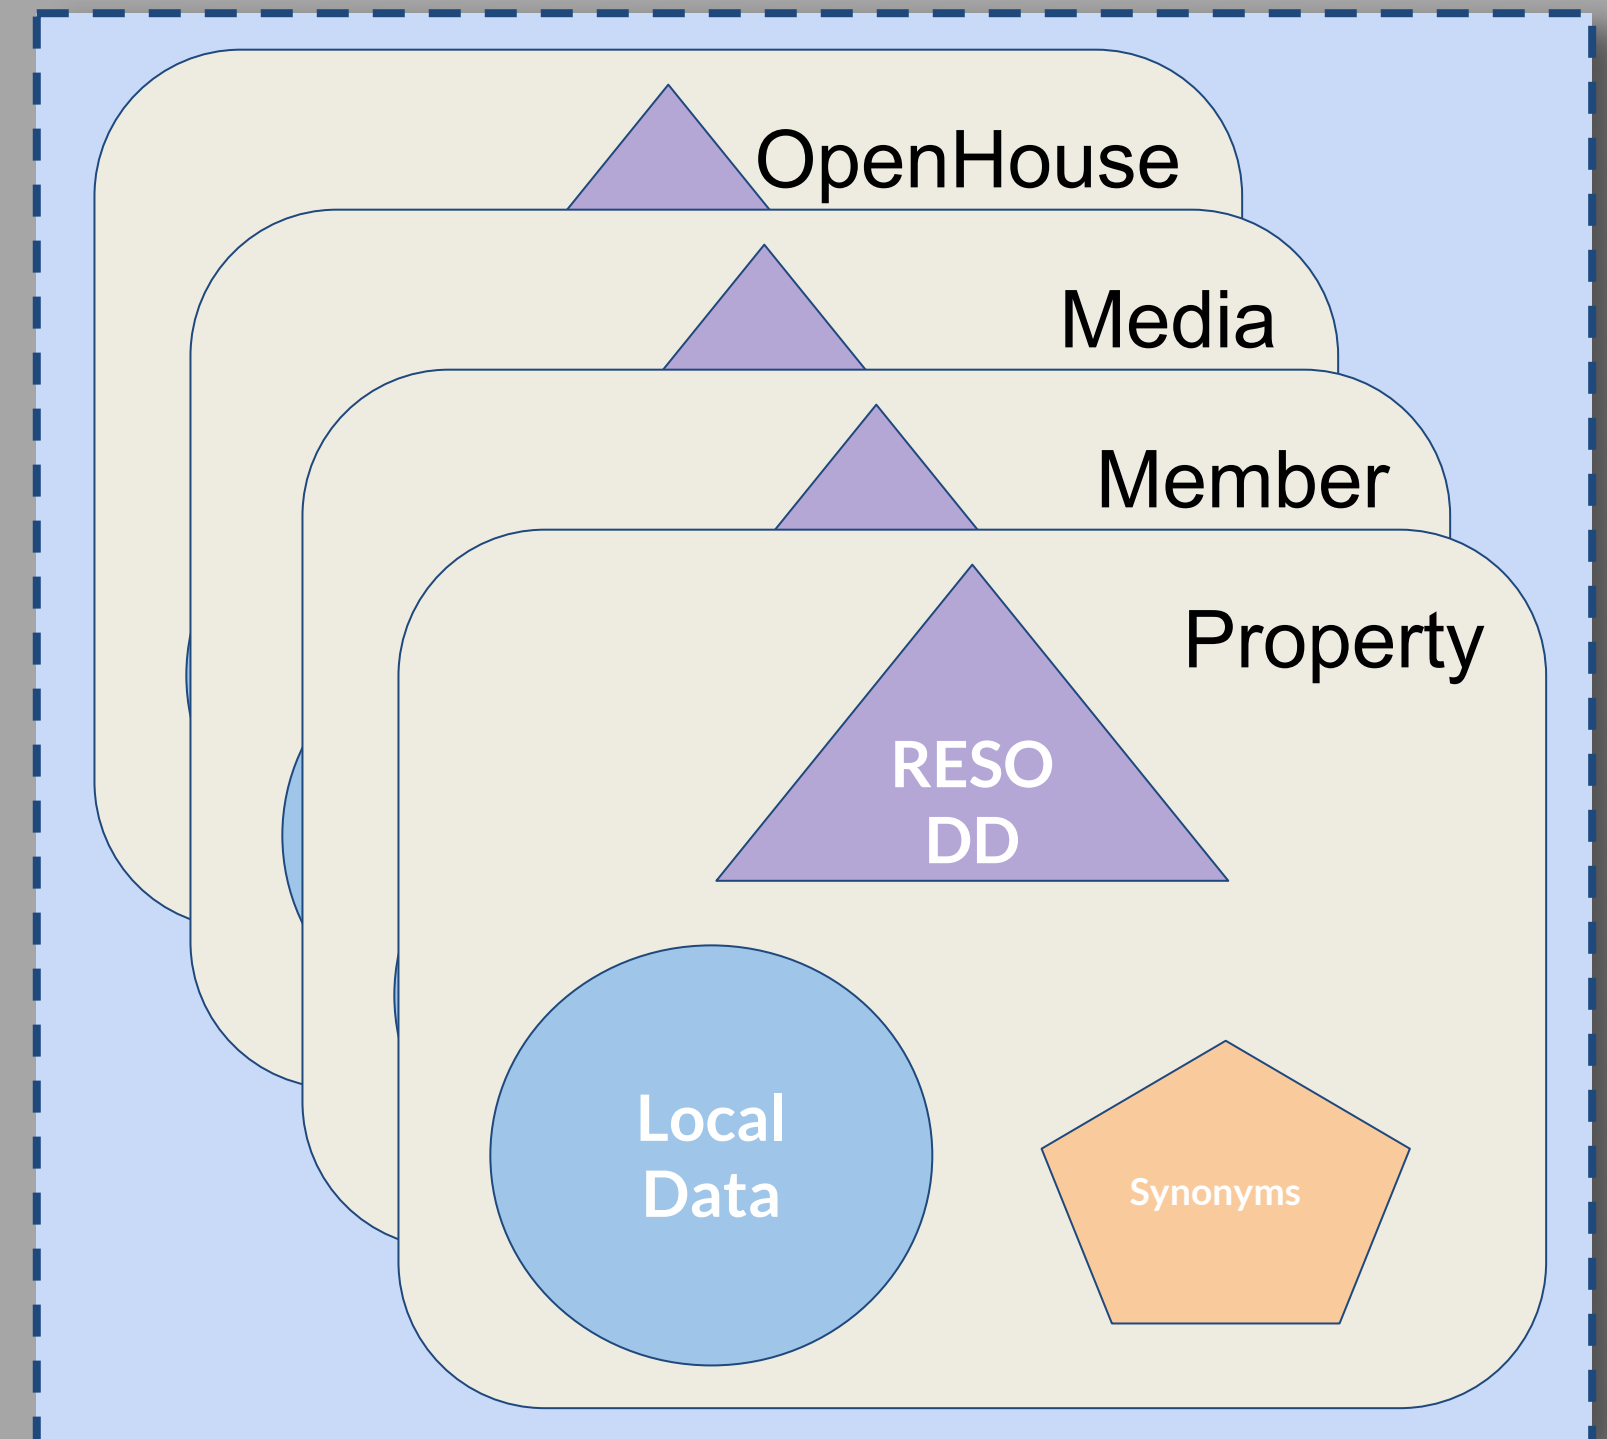 OpenHouse
Media
Member
Property
RESO
DD
Local
Data
Synonyms